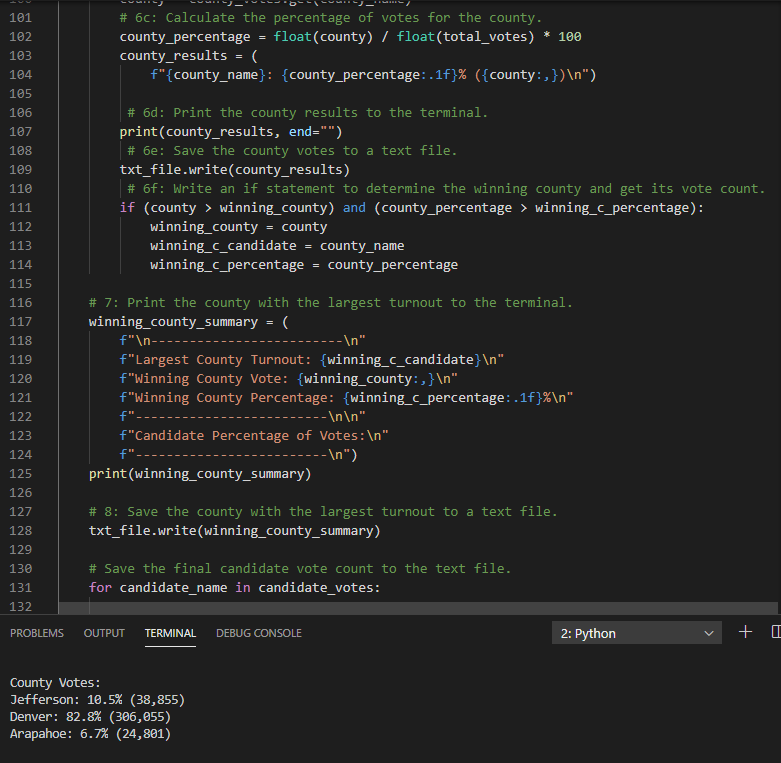 101 # 6c: Calculate the percentage of votes for the county.
102 county_percentage = float(county) / float(total_votes) * 100
103 county_results = (
104 f"{county_name}: {county_percentage:.1f}% ({county:,})\n")
105
106 # 6d: Print the county results to the terminal.
107 print(county_results, end="")
108 # 6e: Save the county votes to a text file.
109 txt_file.write(county_results)
110 # 6f: Write an if statement to determine the winning county and get its vote count.
111 if (county > winning_county) and (county_percentage > winning_c_percentage):
112 winning_county = county
113 winning_c_candidate = county_name
114 winning_c_percentage = county_percentage
115
116 # 7: Print the county with the largest turnout to the terminal.
117 winning_county_summary = (
118 f"\n-------------------------\n"
119 f"Largest County Turnout: {winning_c_candidate}\n"
120 f"Winning County Vote: {winning_county:,}\n"
121 f"Winning County Percentage: {winning_c_percentage:.1f}%\n"
122 f"-------------------------\n\n"
123 f"Candidate Percentage of Votes:\n"
124 f"-------------------------\n")
125 print(winning_county_summary)
126
127 # 8: Save the county with the largest turnout to a text file.
128 txt_file.write(winning_county_summary)
129
130 # Save the final candidate vote count to the text file.
131 for candidate_name in candidate_votes:
132
PROBLEMS OUTPUT TERMINAL DEBUG CONSOLE 2: Python
County Votes:
Jefferson: 10.5% (38,855)
Denver: 82.8% (306,055)
Arapahoe: 6.7% (24,801)